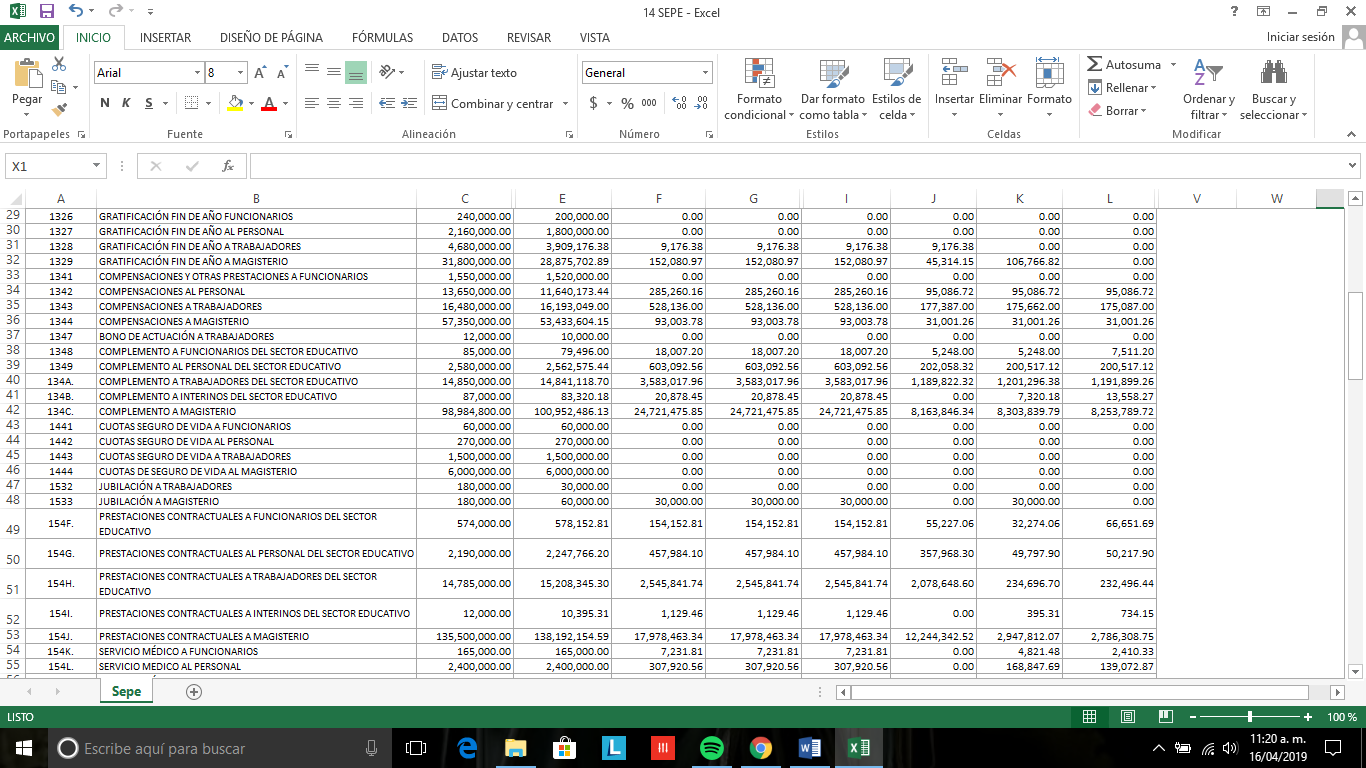 14 SEPE - Excel
?
ARCHIVO INICIO INSERTAR DISEÑO DE PÁGINA FÓRMULAS DATOS REVISAR VISTA Iniciar sesión
Pegar
Arial 8
N K S
Ajustar texto
Combinar y centrar
General
$ % 000
Formato condicional
Dar formato como tabla
Estilos de celda
Insertar Eliminar Formato
Autosuma
Rellenar
Borrar
Ordenar y filtrar
Buscar y seleccionar
Portapapeles Fuente Alineación Número Estilos Celdas Modificar
X1 fx
A B C E F G I J K L V W
29 1326 GRATIFICACIÓN FIN DE AÑO FUNCIONARIOS 240,000.00 200,000.00 0.00 0.00 0.00 0.00 0.00 0.00
30 1327 GRATIFICACIÓN FIN DE AÑO AL PERSONAL 2,160,000.00 1,800,000.00 0.00 0.00 0.00 0.00 0.00 0.00
31 1328 GRATIFICACIÓN FIN DE AÑO A TRABAJADORES 4,680,000.00 3,909,176.38 9,176.38 9,176.38 9,176.38 9,176.38 0.00 0.00
32 1329 GRATIFICACIÓN FIN DE AÑO A MAGISTERIO 31,800,000.00 28,875,702.89 152,080.97 152,080.97 152,080.97 45,314.15 106,766.82 0.00
33 1341 COMPENSACIONES Y OTRAS PRESTACIONES A FUNCIONARIOS 1,550,000.00 1,520,000.00 0.00 0.00 0.00 0.00 0.00 0.00
34 1342 COMPENSACIONES AL PERSONAL 13,650,000.00 11,640,173.44 285,260.16 285,260.16 285,260.16 95,086.72 95,086.72 95,086.72
35 1343 COMPENSACIONES A TRABAJADORES 16,480,000.00 16,193,049.00 528,136.00 528,136.00 528,136.00 177,387.00 175,662.00 175,087.00
36 1344 COMPENSACIONES A MAGISTERIO 57,350,000.00 53,433,604.15 93,003.78 93,003.78 93,003.78 31,001.26 31,001.26 31,001.26
37 1347 BONO DE ACTUACIÓN A TRABAJADORES 12,000.00 10,000.00 0.00 0.00 0.00 0.00 0.00 0.00
38 1348 COMPLEMENTO A FUNCIONARIOS DEL SECTOR EDUCATIVO 85,000.00 79,496.00 18,007.20 18,007.20 18,007.20 5,248.00 5,248.00 7,511.20
39 1349 COMPLEMENTO AL PERSONAL DEL SECTOR EDUCATIVO 2,580,000.00 2,562,575.44 603,092.56 603,092.56 603,092.56 202,058.32 200,517.12 200,517.12
40 134A. COMPLEMENTO A TRABAJADORES DEL SECTOR EDUCATIVO 14,850,000.00 14,841,118.70 3,583,017.96 3,583,017.96 3,583,017.96 1,189,822.32 1,201,296.38 1,191,899.26
41 134B. COMPLEMENTO A INTERINOS DEL SECTOR EDUCATIVO 87,000.00 83,320.18 20,878.45 20,878.45 20,878.45 0.00 7,320.18 13,558.27
42 134C. COMPLEMENTO A MAGISTERIO 98,984,800.00 100,952,486.13 24,721,475.85 24,721,475.85 24,721,475.85 8,163,846.34 8,303,839.79 8,253,789.72
43 1441 CUOTAS SEGURO DE VIDA A FUNCIONARIOS 60,000.00 60,000.00 0.00 0.00 0.00 0.00 0.00 0.00
44 1442 CUOTAS SEGURO DE VIDA AL PERSONAL 270,000.00 270,000.00 0.00 0.00 0.00 0.00 0.00 0.00
45 1443 CUOTAS SEGURO DE VIDA A TRABAJADORES 1,500,000.00 1,500,000.00 0.00 0.00 0.00 0.00 0.00 0.00
46 1444 CUOTAS DE SEGURO DE VIDA AL MAGISTERIO 6,000,000.00 6,000,000.00 0.00 0.00 0.00 0.00 0.00 0.00
47 1532 JUBILACIÓN A TRABAJADORES 180,000.00 30,000.00 0.00 0.00 0.00 0.00 0.00 0.00
48 1533 JUBILACIÓN A MAGISTERIO 180,000.00 60,000.00 30,000.00 30,000.00 30,000.00 0.00 30,000.00 0.00
49 154F. PRESTACIONES CONTRACTUALES A FUNCIONARIOS DEL SECTOR EDUCATIVO 574,000.00 578,152.81 154,152.81 154,152.81 154,152.81 55,227.06 32,274.06 66,651.69
50 154G. PRESTACIONES CONTRACTUALES AL PERSONAL DEL SECTOR EDUCATIVO 2,190,000.00 2,247,766.20 457,984.10 457,984.10 457,984.10 357,968.30 49,797.90 50,217.90
51 154H. PRESTACIONES CONTRACTUALES A TRABAJADORES DEL SECTOR EDUCATIVO 14,785,000.00 15,208,345.30 2,545,841.74 2,545,841.74 2,545,841.74 2,078,648.60 234,696.70 232,496.44
52 154I. PRESTACIONES CONTRACTUALES A INTERINOS DEL SECTOR EDUCATIVO 12,000.00 10,395.31 1,129.46 1,129.46 1,129.46 0.00 395.31 734.15
53 154J. PRESTACIONES CONTRACTUALES A MAGISTERIO 135,500,000.00 138,192,154.59 17,978,463.34 17,978,463.34 17,978,463.34 12,244,342.52 2,947,812.07 2,786,308.75
54 154K. SERVICIO MÉDICO A FUNCIONARIOS 165,000.00 165,000.00 7,231.81 7,231.81 7,231.81 0.00 4,821.48 2,410.33
55 154L. SERVICIO MEDICO AL PERSONAL 2,400,000.00 2,400,000.00 307,920.56 307,920.56 307,920.56 0.00 168,847.69 139,072.87
Sepe
LISTO 100 %
Escribe aquí para buscar
11:20 a. m.
16/04/2019